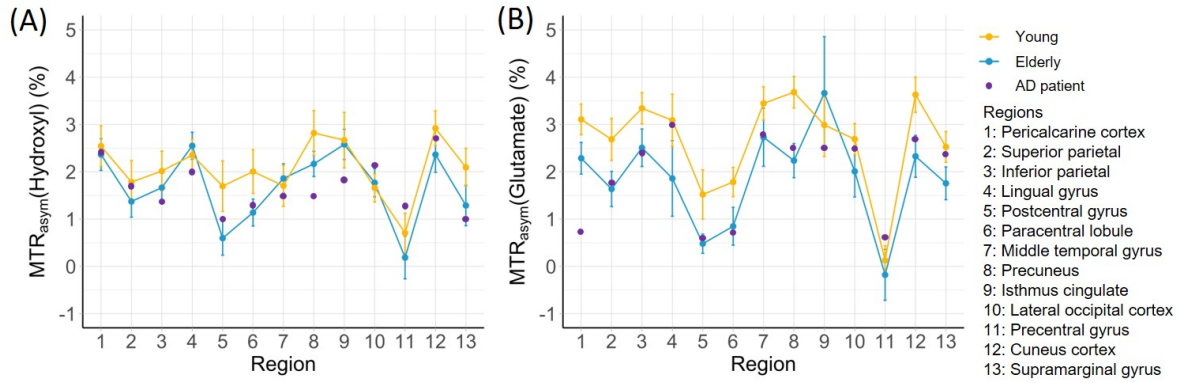 (A)
MTRasym(Hydroxyl) (%)
5
4
3
2
1
0
-1
1 2 3 4 5 6 7 8 9 10 11 12 13
Region
(B)
MTRasym(Glutamate) (%)
5
4
3
2
1
0
-1
1 2 3 4 5 6 7 8 9 10 11 12 13
Region
Young
Elderly
AD patient
Regions
1: Pericalcarine cortex
2: Superior parietal
3: Inferior parietal
4: Lingual gyrus
5: Postcentral gyrus
6: Paracentral lobule
7: Middle temporal gyrus
8: Precuneus
9: Isthmus cingulate
10: Lateral occipital cortex
11: Precentral gyrus
12: Cuneus cortex
13: Supramarginal gyrus